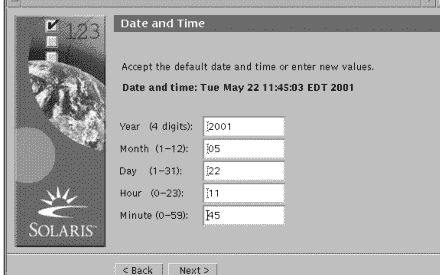 123
Date and Time
Accept the default date and time or enter new values.
Date and time: Tue May 22 11:45:03 EDT 2001
Year (4 digits): 2001
Month (1-12): 05
Day (1-31): 22
Hour (0-23): 11
Minute (0-59): 45
SOLARIS™
< Back
Next >